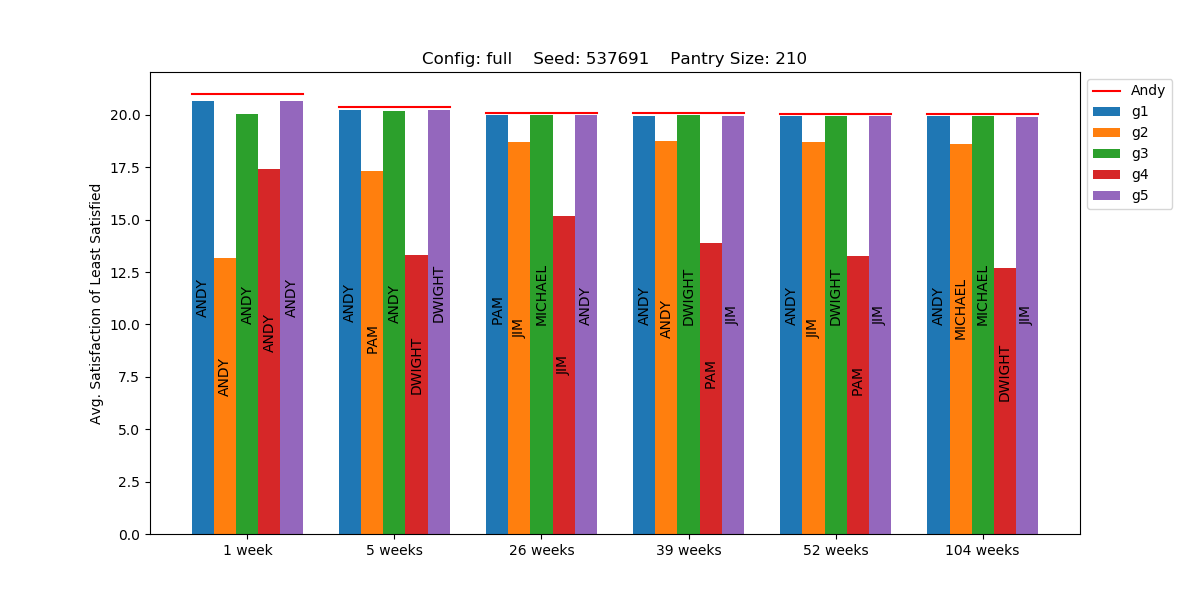 Config: full    Seed: 537691    Pantry Size: 210
Avg. Satisfaction of Least Satisfied
20.0
17.5
15.0
12.5
10.0
7.5
5.0
2.5
0.0
ANDY
ANDY
ANDY
ANDY
ANDY
ANDY
PAM
ANDY
DWIGHT
DWIGHT
PAM
JIM
MICHAEL
JIM
ANDY
ANDY
ANDY
DWIGHT
PAM
JIM
ANDY
JIM
DWIGHT
PAM
JIM
ANDY
MICHAEL
MICHAEL
DWIGHT
JIM
1 week
5 weeks
26 weeks
39 weeks
52 weeks
104 weeks
Andy
g1
g2
g3
g4
g5